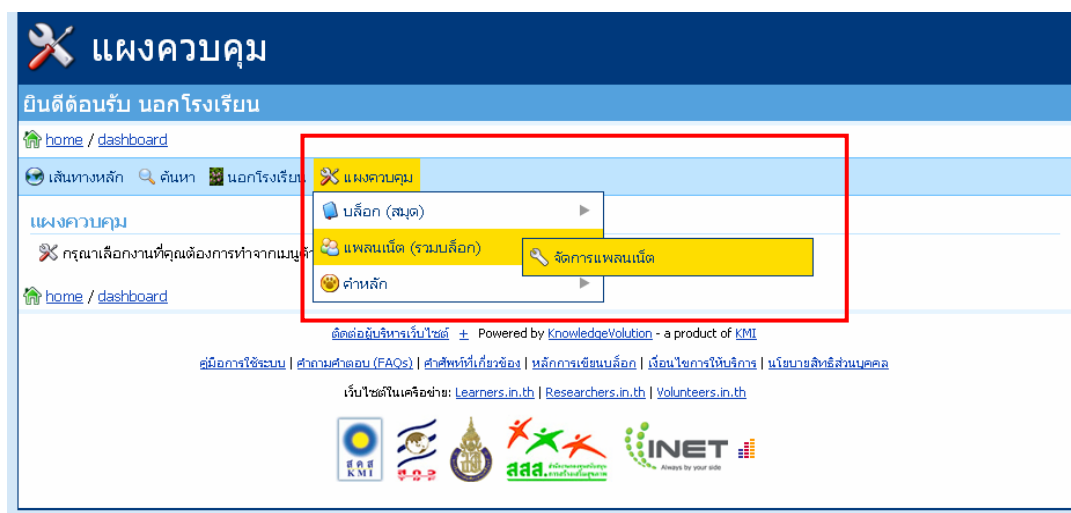 แผงควบคุม
ยินดีต้อนรับ นอกโรงเรียน
home / dashboard
เส้นทางหลัก ค้นหา นอกโรงเรียน แผงควบคุม
แผงควบคุม
บล็อก (สมุด)
กรุณาเลือกงานที่คุณต้องการทำจากเมนูด้า
แพลนเน็ต (รวมบล็อก)
จัดการแพลนเน็ต
คำหลัก
home / dashboard
ติดต่อผู้บริหารเว็บไซต์ ± Powered by KnowledgeVolution - a product of KMI
คู่มือการใช้ระบบ | คำถามคำตอบ (FAQs) | คำศัพท์ที่เกี่ยวข้อง | หลักการเขียนบล็อก | เงื่อนไขการให้บริการ | นโยบายสิทธิส่วนบุคคล
เว็บไซต์ในเครือข่าย: Learners.in.th | Researchers.in.th | Volunteers.in.th
สคส
KMI
สสส.
INET
Always by your side